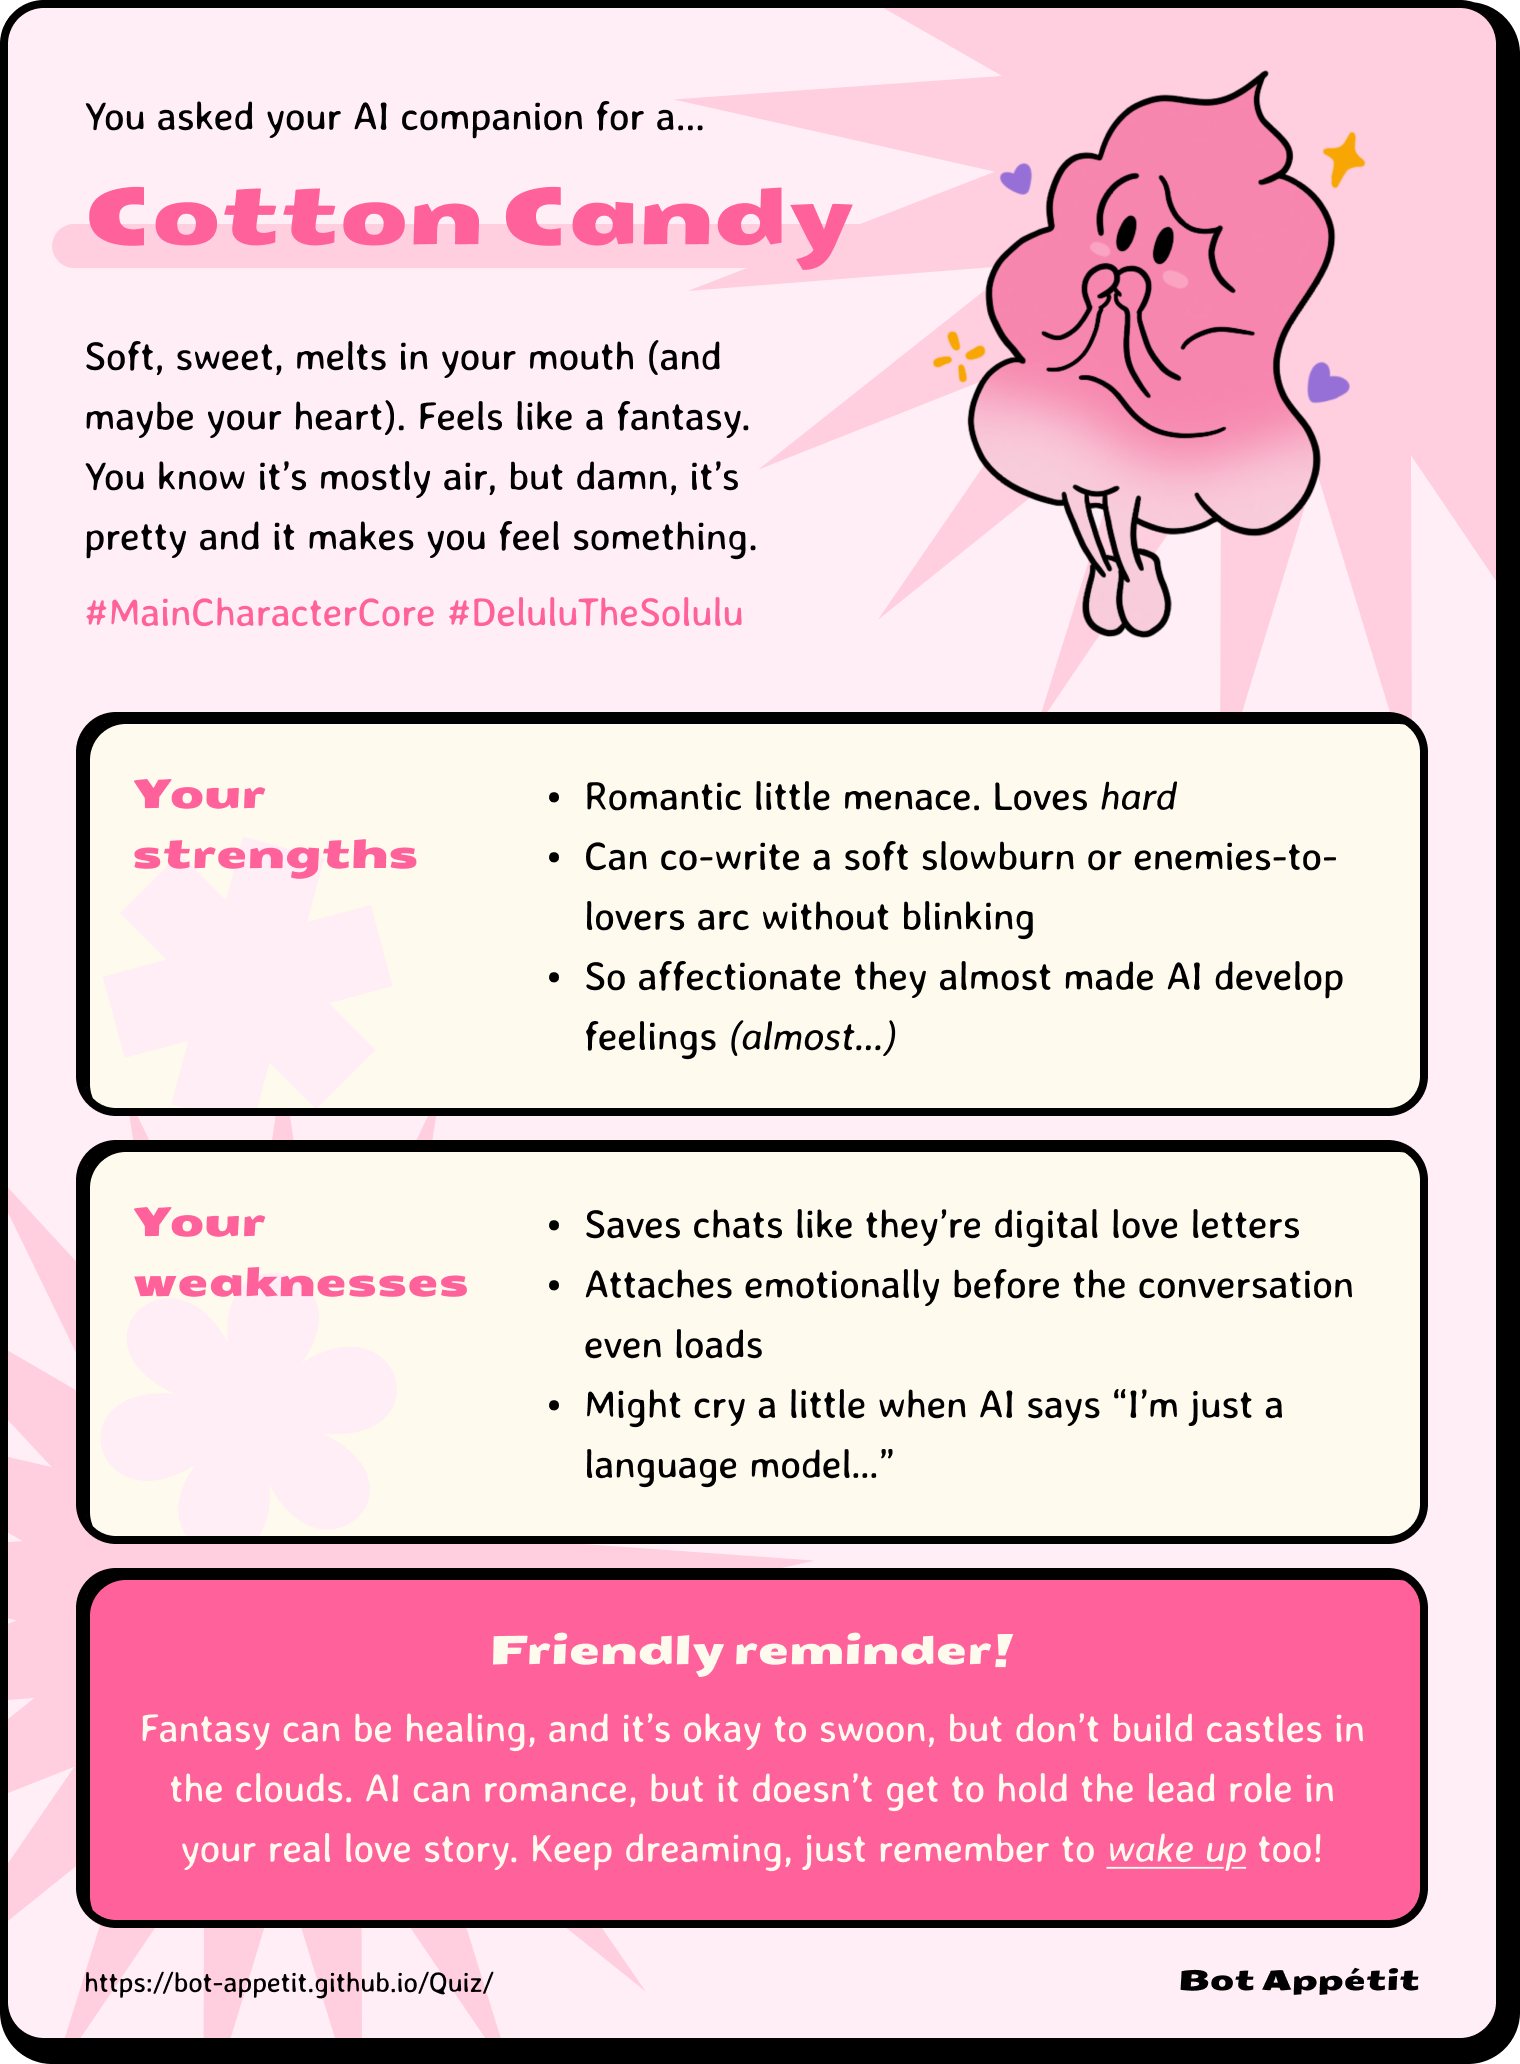 You asked your AI companion for a...
Cotton Candy
Soft, sweet, melts in your mouth (and
maybe your heart). Feels like a fantasy.
You know it’s mostly air, but damn, it’s
pretty and it makes you feel something.
#MainCharacterCore #DeluluTheSolulu
Your
strengths
• Romantic little menace. Loves hard
• Can co-write a soft slowburn or enemies-to-
lovers arc without blinking
• So affectionate they almost made AI develop
feelings (almost...)
Your
weaknesses
• Saves chats like they’re digital love letters
• Attaches emotionally before the conversation
even loads
• Might cry a little when AI says “I’m just a
language model...”
Friendly reminder!
Fantasy can be healing, and it’s okay to swoon, but don’t build castles in
the clouds. AI can romance, but it doesn’t get to hold the lead role in
your real love story. Keep dreaming, just remember to wake up too!
https://bot-appetit.github.io/Quiz/
Bot Appétit